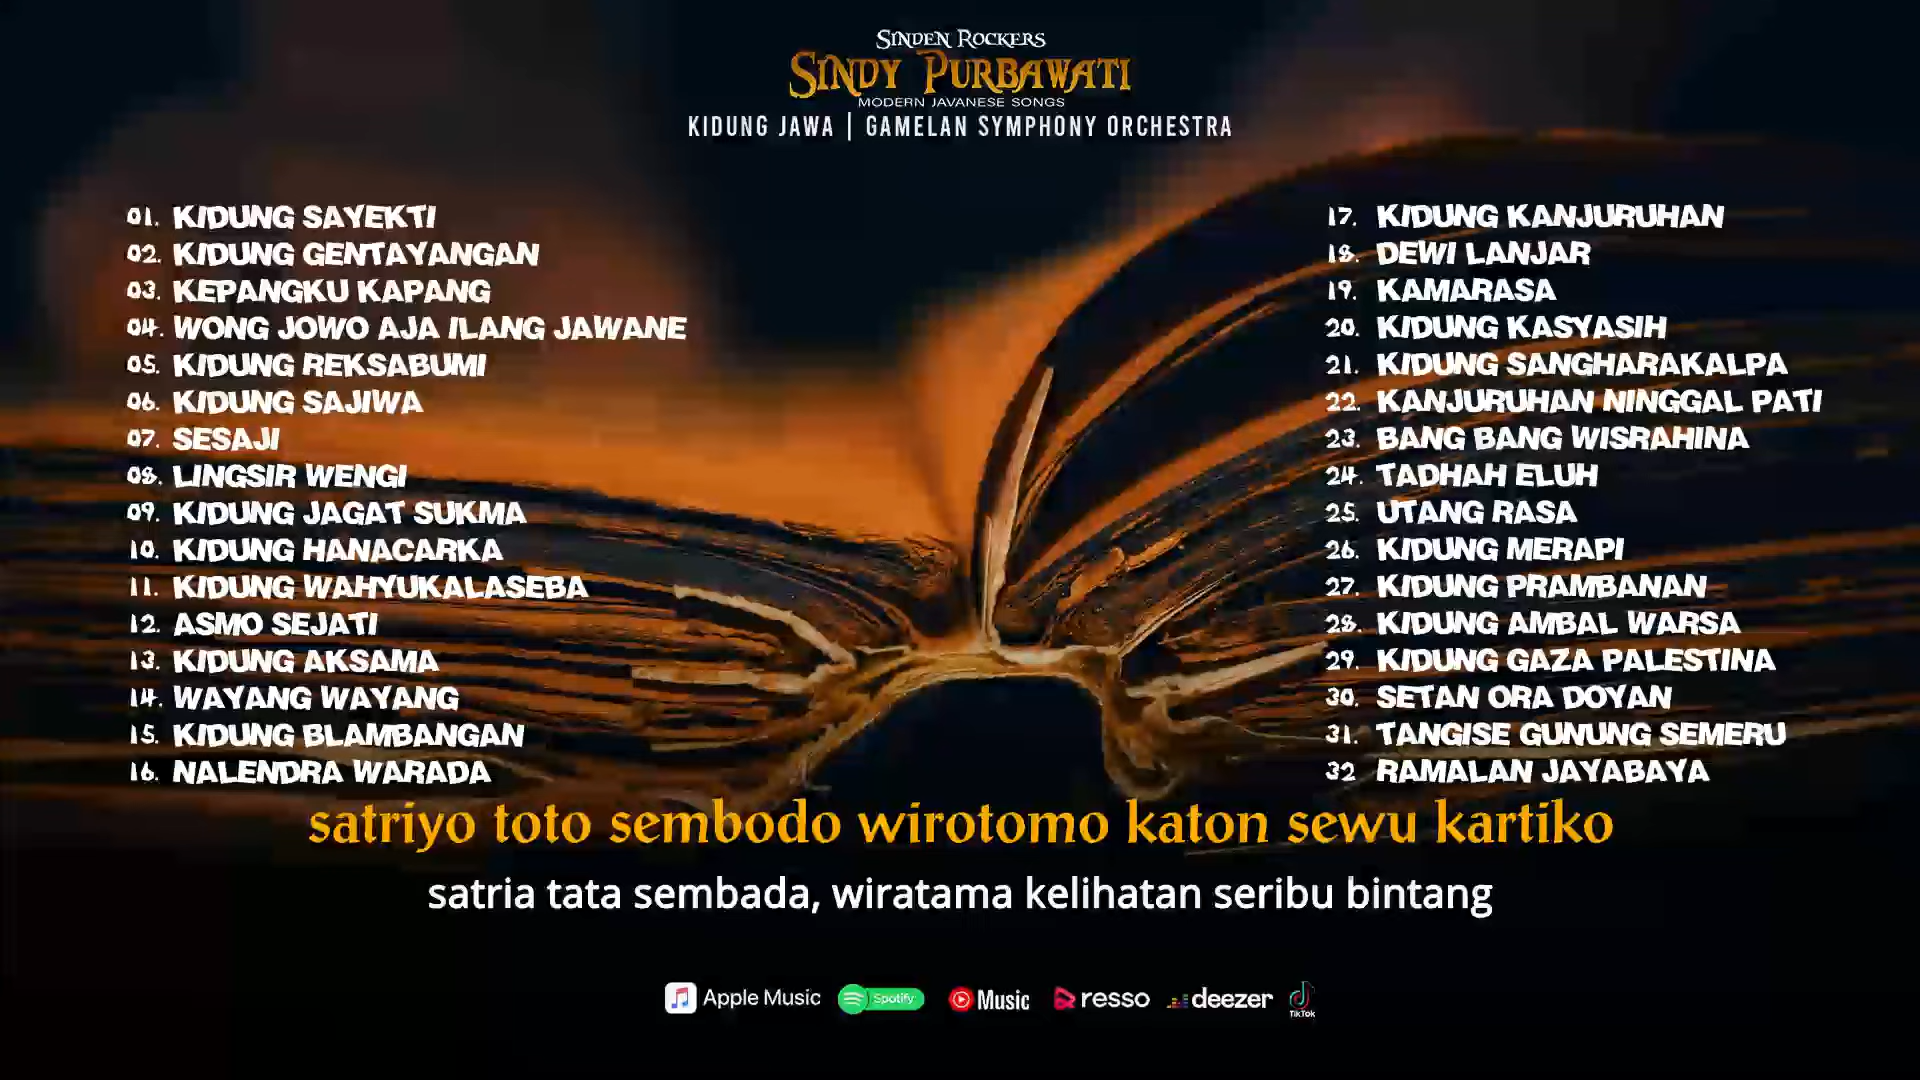 SINDEN ROCKERS
SINDY PURBAWATI
MODERN JAVANESE SONGS
KIDUNG JAWA | GAMELAN SYMPHONY ORCHESTRA
01. KIDUNG SAYEKTI
02. KIDUNG GENTAYANGAN
03. KEPANGKU KAPANG
04. WONG JOWO AJA ILANG JAWANE
05. KIDUNG REKSABUMI
06. KIDUNG SAJIWA
07. SESAJI
08. LINGSIR WENGI
09. KIDUNG JAGAT SUKMA
10. KIDUNG HANACARKA
11. KIDUNG WAHYUKALASEBA
12. ASMO SEJATI
13. KIDUNG AKSAMA
14. WAYANG WAYANG
15. KIDUNG BLAMBANGAN
16. NALENDRA WARADA
17. KIDUNG KANJURUHAN
18. DEWI LANJAR
19. KAMARASA
20. KIDUNG KASYASIH
21. KIDUNG SANGHARAKALPA
22. KANJURUHAN NINGGAL PATI
23. BANG BANG WISRAHINA
24. TADHAH ELUH
25. UTANG RASA
26. KIDUNG MERAPI
27. KIDUNG PRAMBANAN
28. KIDUNG AMBAL WARSA
29. KIDUNG GAZA PALESTINA
30. SETAN ORA DOYAN
31. TANGISE GUNUNG SEMERU
32 RAMALAN JAYABAYA
satriyo toto sembodo wirotomo katon sewu kartiko
satria tata sembada, wiratama kelihatan seribu bintang
Apple Music Spotify Music resso deezer TikTok